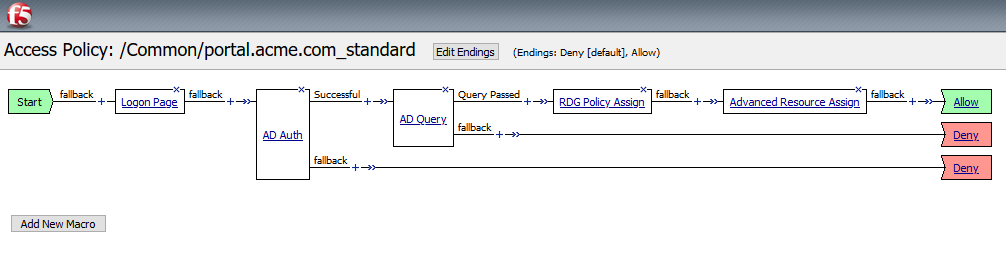 f5
Access Policy: /Common/portal.acme.com_standard Edit Endings (Endings: Deny [default], Allow)
Start fallback + Logon Page fallback + AD Auth Successful + AD Query Query Passed + RDG Policy Assign fallback + Advanced Resource Assign fallback + Allow
fallback + Deny
fallback + Deny
Add New Macro